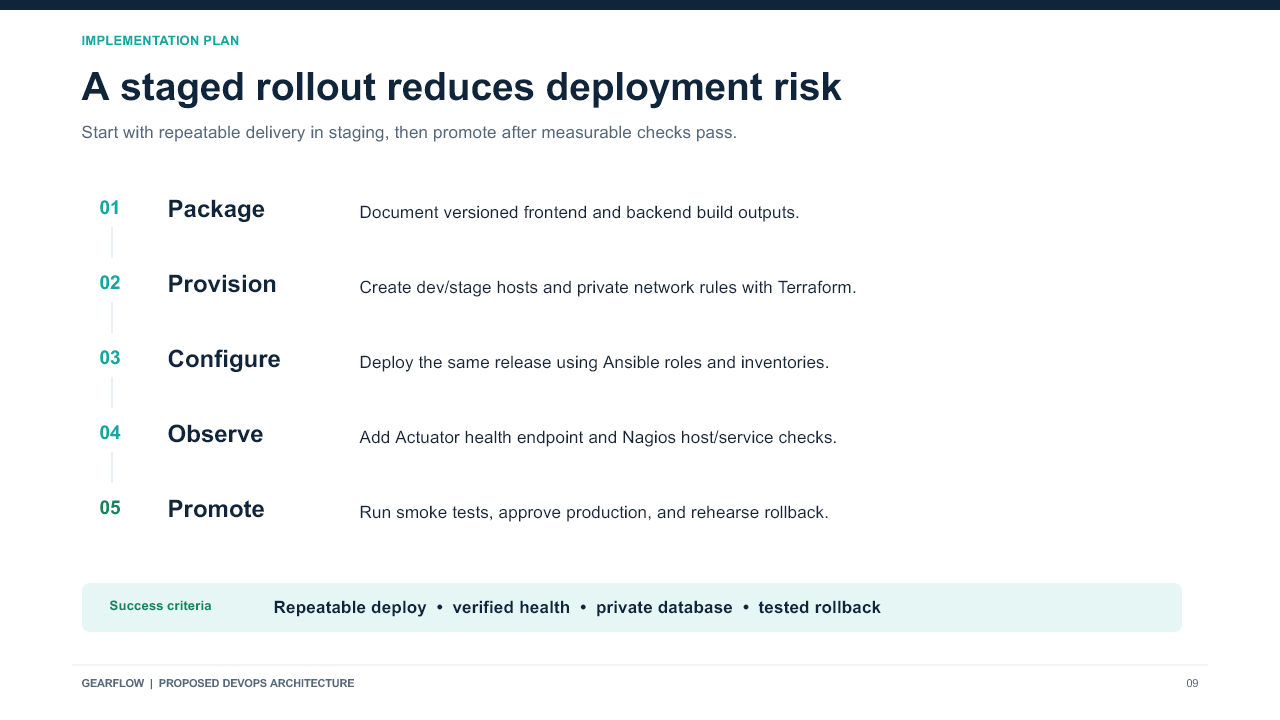 IMPLEMENTATION PLAN
A staged rollout reduces deployment risk
Start with repeatable delivery in staging, then promote after measurable checks pass.
01 Package Document versioned frontend and backend build outputs.
02 Provision Create dev/stage hosts and private network rules with Terraform.
03 Configure Deploy the same release using Ansible roles and inventories.
04 Observe Add Actuator health endpoint and Nagios host/service checks.
05 Promote Run smoke tests, approve production, and rehearse rollback.
Success criteria Repeatable deploy • verified health • private database • tested rollback
GEARFLOW | PROPOSED DEVOPS ARCHITECTURE 09